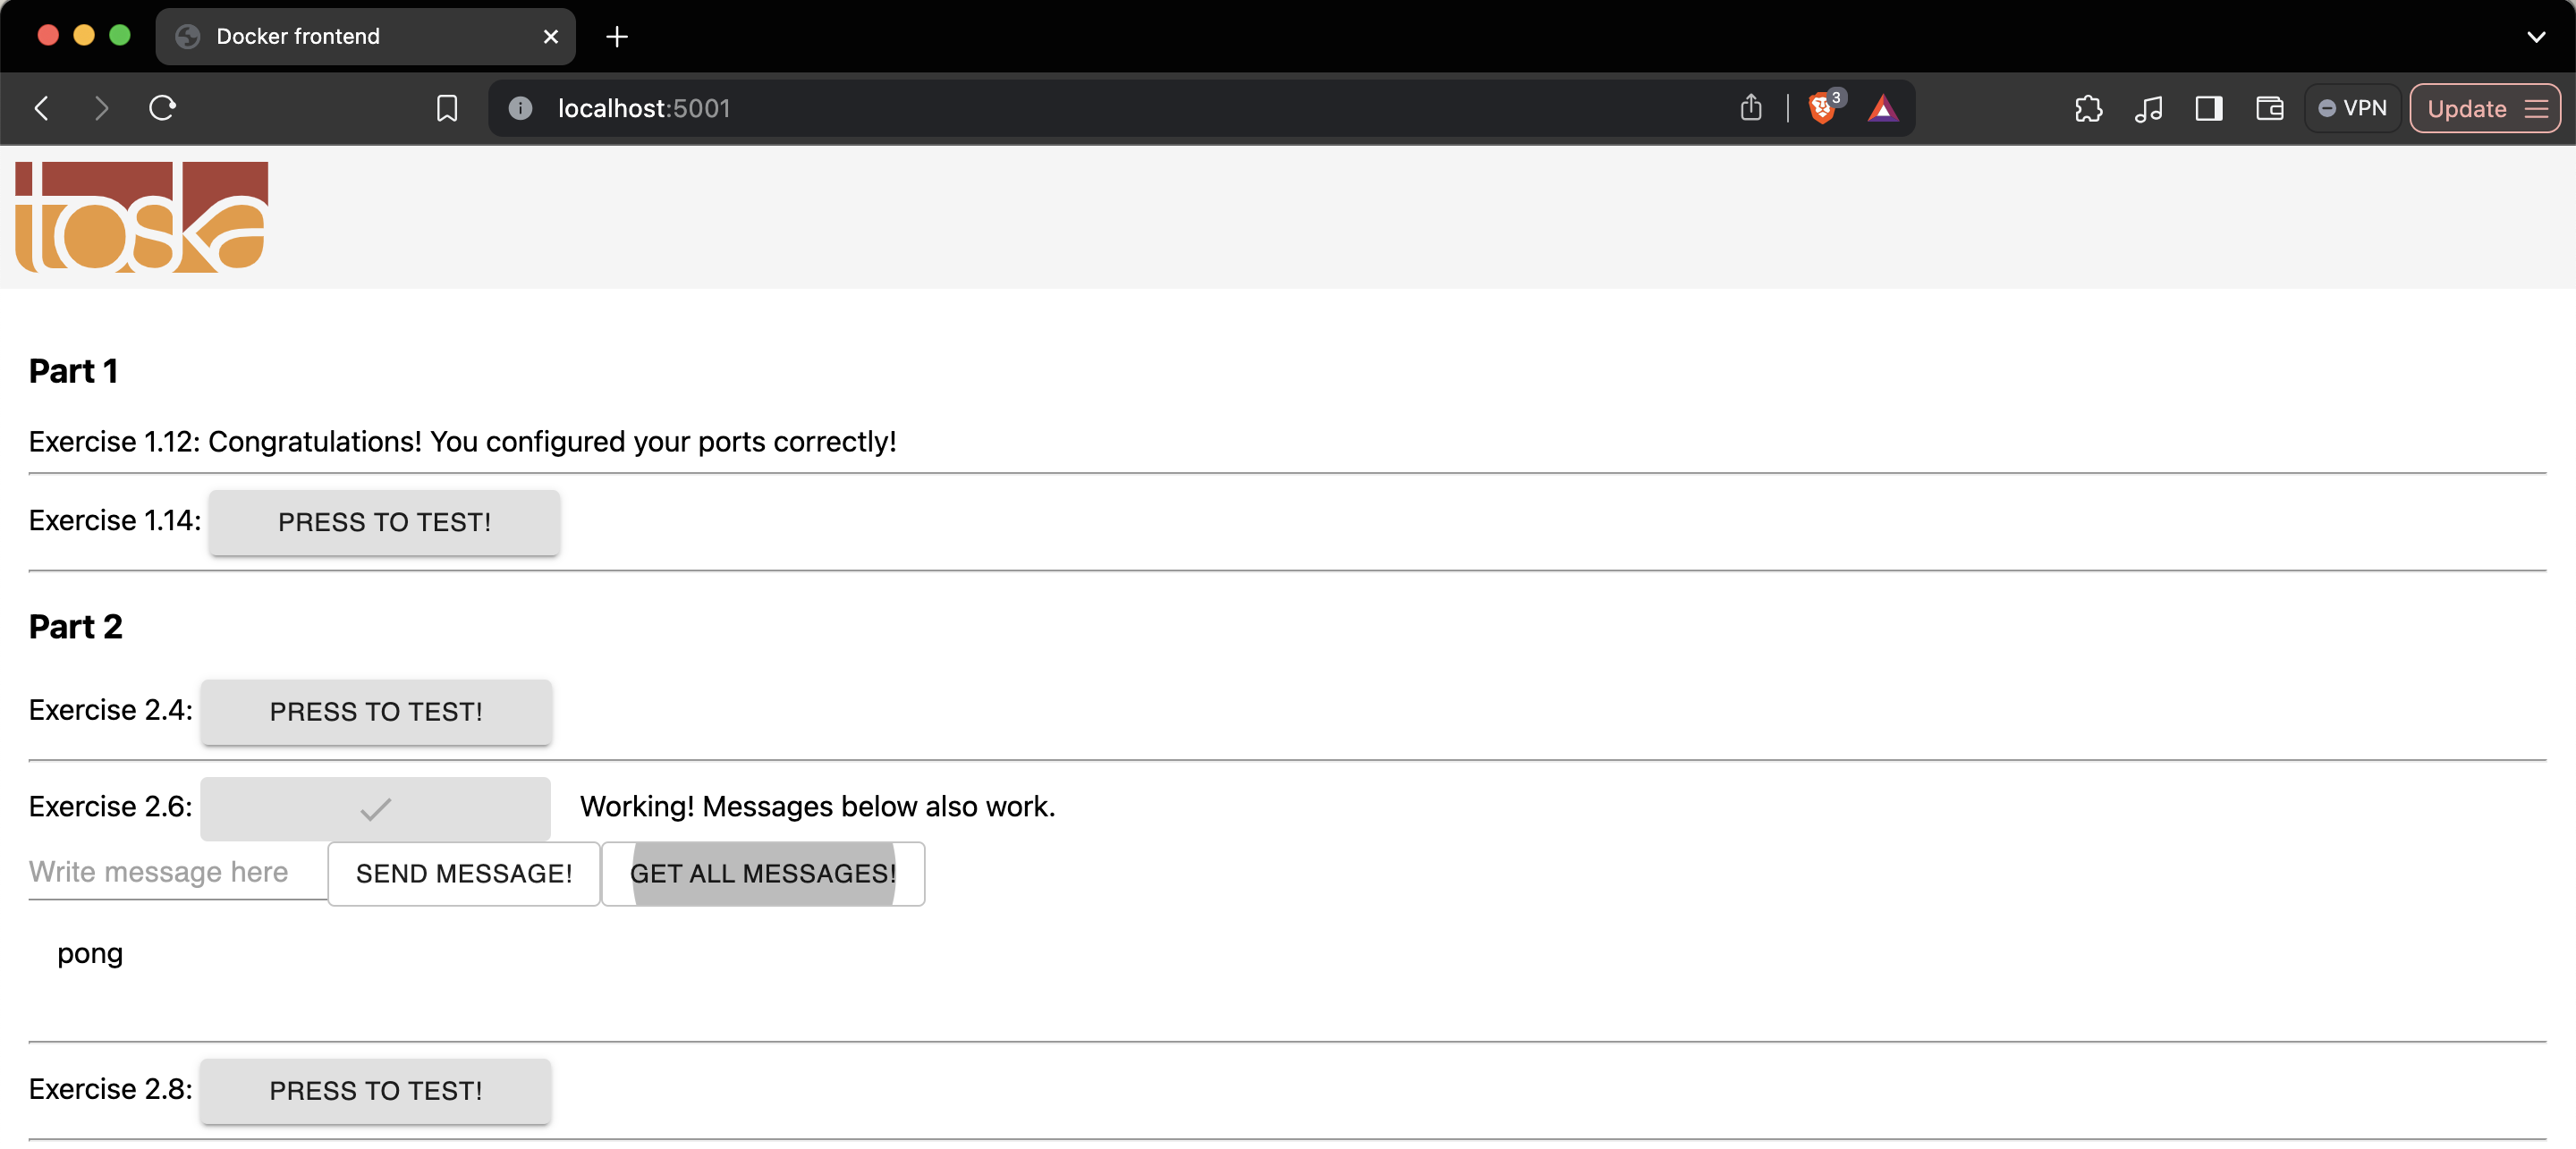 Docker frontend
localhost:5001
3
VPN
Update
toska
Part 1
Exercise 1.12: Congratulations! You configured your ports correctly!
Exercise 1.14: PRESS TO TEST!
Part 2
Exercise 2.4: PRESS TO TEST!
Exercise 2.6: Working! Messages below also work.
Write message here SEND MESSAGE! GET ALL MESSAGES!
pong
Exercise 2.8: PRESS TO TEST!